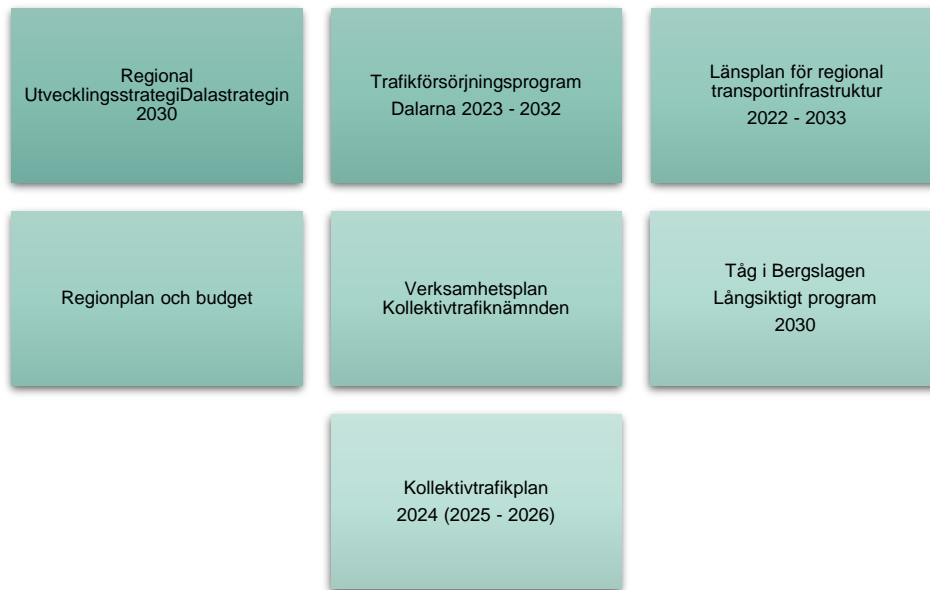 Regional
UtvecklingsstrategiDalastrategin
2030
Trafikförsörjningsprogram
Dalarna 2023 - 2032
Länsplan för regional
transportinfrastruktur
2022 - 2033
Regionplan och budget
Verksamhetsplan
Kollektivtrafiknämnden
Tåg i Bergslagen
Långsiktigt program
2030
Kollektivtrafikplan
2024 (2025 - 2026)